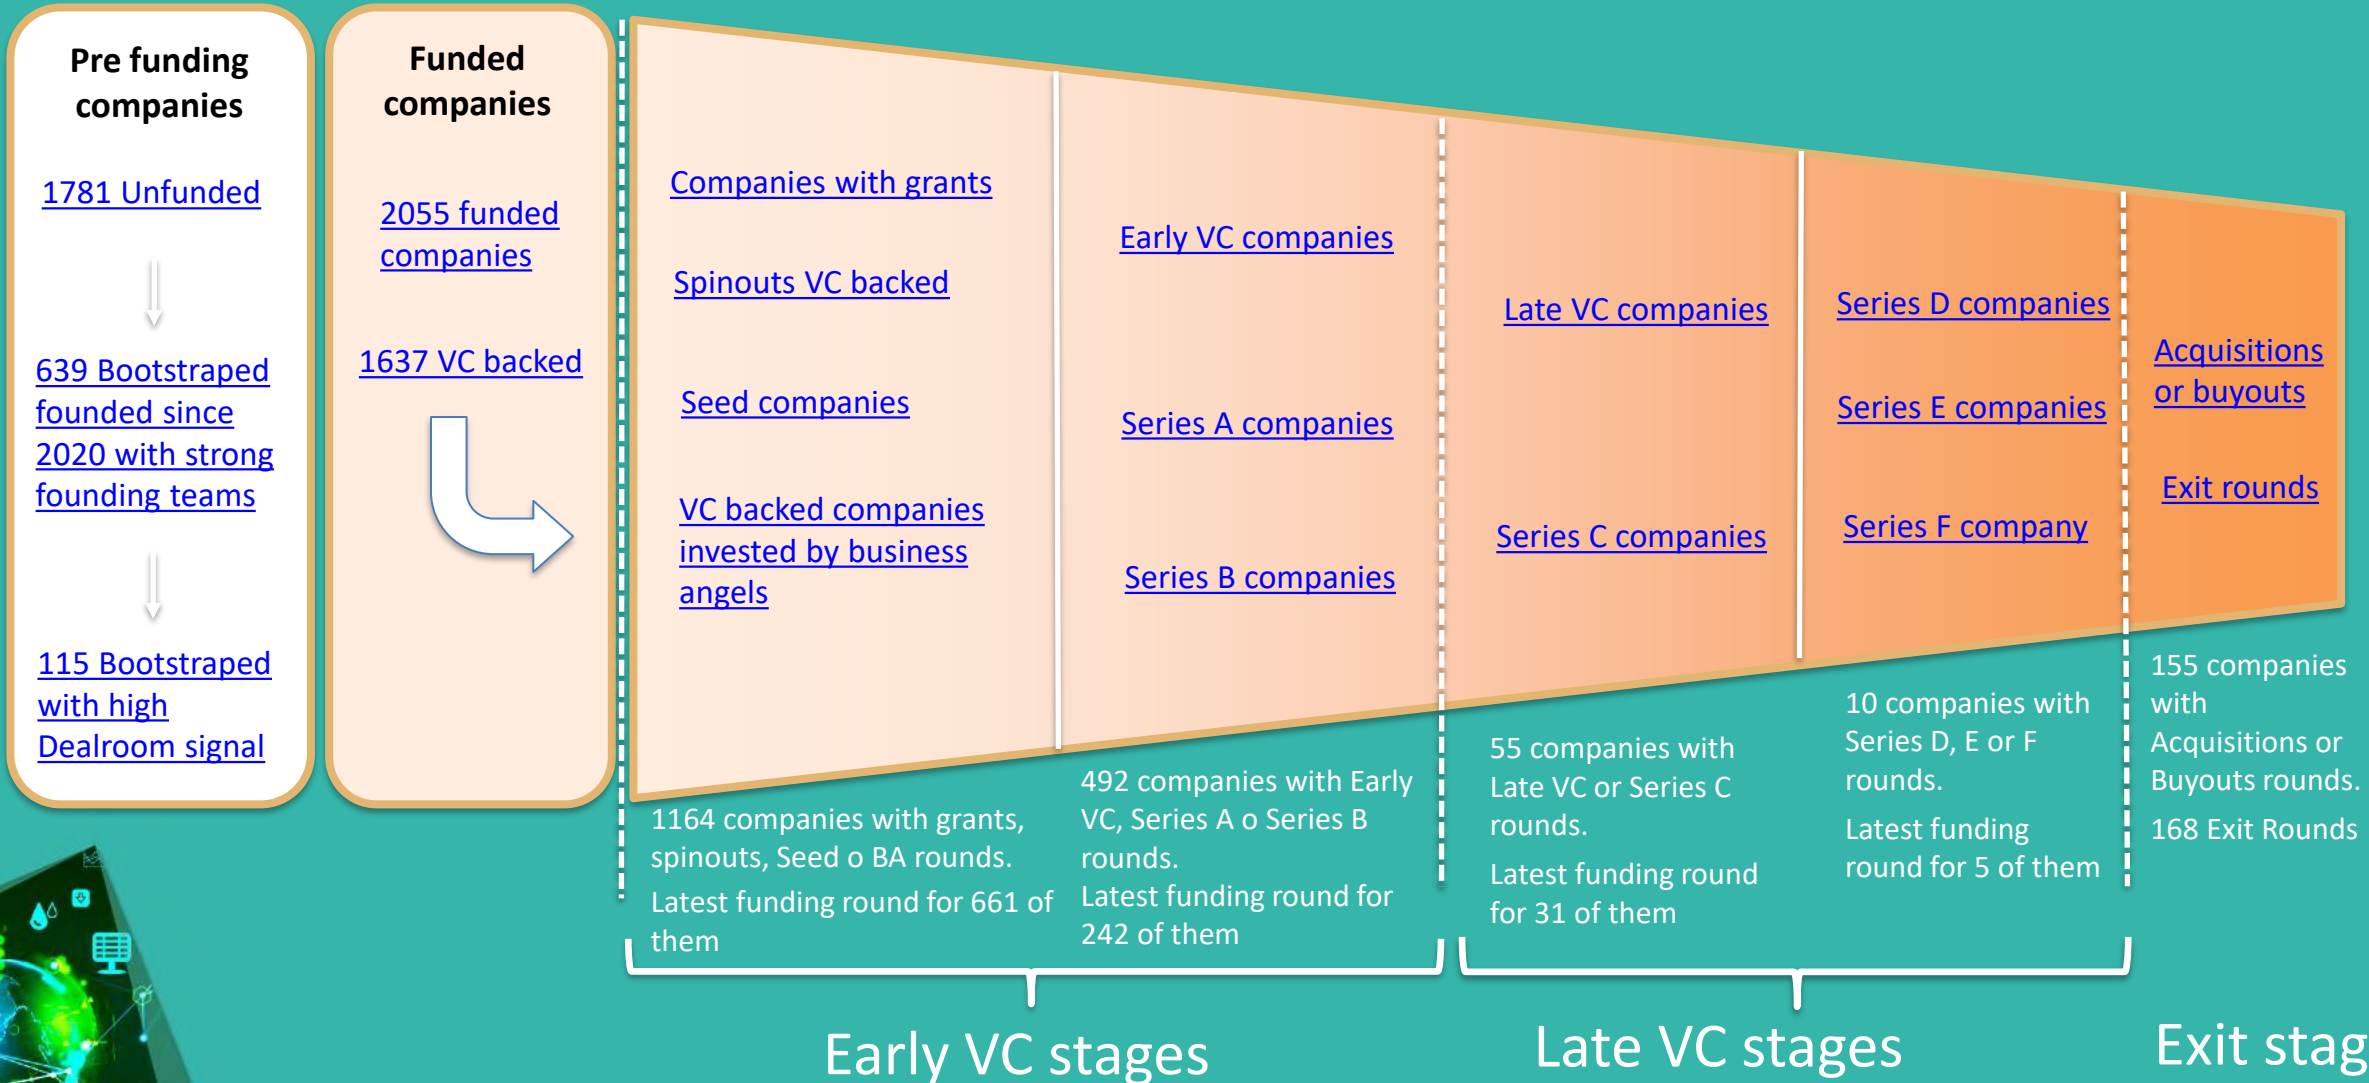 Pre funding
companies
1781 Unfunded
639 Bootstraped
founded since
2020 with strong
founding teams
115 Bootstraped
with high
Dealroom signal
Funded
companies
2055 funded
companies
1637 VC backed
Companies with grants
Spinouts VC backed
Seed companies
VC backed companies
invested by business
angels
1164 companies with grants,
spinouts, Seed o BA rounds.
Latest funding round for 661 of
them
Early VC companies
Series A companies
Series B companies
492 companies with Early
VC, Series A o Series B
rounds.
Latest funding round for
242 of them
Late VC companies
Series C companies
55 companies with
Late VC or Series C
rounds.
Latest funding round
for 31 of them
Series D companies
Series E companies
Series F company
10 companies with
Series D, E or F
rounds.
Latest funding
round for 5 of them
Acquisitions
or buyouts
Exit rounds
155 companies
with
Acquisitions or
Buyouts rounds.
168 Exit Rounds
Early VC stages
Late VC stages
Exit stag